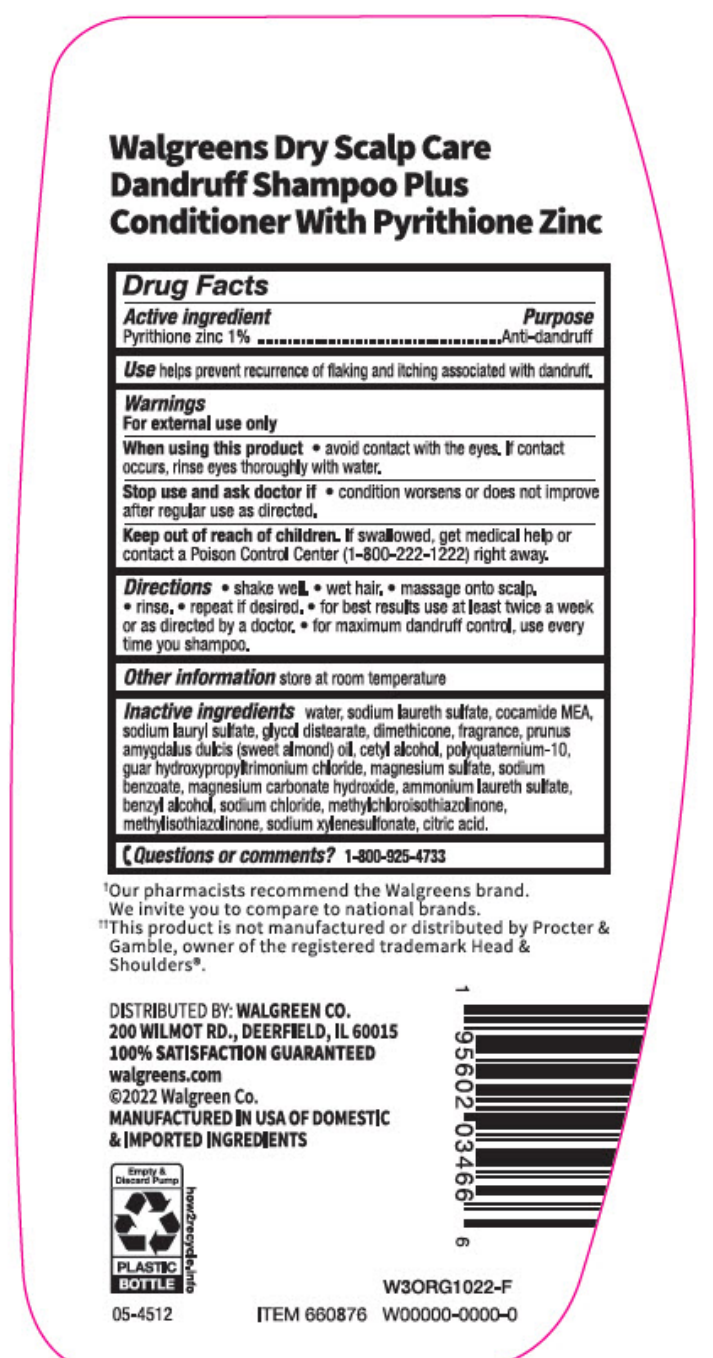 Walgreens Dry Scalp Care
Dandruff Shampoo Plus
Conditioner With Pyrithione Zinc
Drug Facts
Active ingredient Purpose
Pyrithione zinc 1% ........................................Anti-dandruff
Use helps prevent recurrence of flaking and itching associated with dandruff.
Warnings
For external use only
When using this product • avoid contact with the eyes. If contact
occurs, rinse eyes thoroughly with water.
Stop use and ask doctor if • condition worsens or does not improve
after regular use as directed.
Keep out of reach of children. If swallowed, get medical help or
contact a Poison Control Center (1-800-222-1222) right away.
Directions • shake well. • wet hair. • massage onto scalp.
• rinse. • repeat if desired. • for best results use at least twice a week
or as directed by a doctor. • for maximum dandruff control, use every
time you shampoo.
Other information store at room temperature
Inactive ingredients water, sodium laureth sulfate, cocamide MEA,
sodium lauryl sulfate, glycol distearate, dimethicone, fragrance, prunus
amygdalus dulcis (sweet almond) oil, cetyl alcohol, polyquaternium-10,
guar hydroxypropyltrimonium chloride, magnesium sulfate, sodium
benzoate, magnesium carbonate hydroxide, ammonium laureth sulfate,
benzyl alcohol, sodium chloride, methylchloroisothiazolinone,
methylisothiazolinone, sodium xylenesulfonate, citric acid.
Questions or comments? 1-800-925-4733
†Our pharmacists recommend the Walgreens brand.
We invite you to compare to national brands.
††This product is not manufactured or distributed by Procter &
Gamble, owner of the registered trademark Head &
Shoulders®.
DISTRIBUTED BY: WALGREEN CO.
200 WILMOT RD., DEERFIELD, IL 60015
100% SATISFACTION GUARANTEED
walgreens.com
©2022 Walgreen Co.
MANUFACTURED IN USA OF DOMESTIC
& IMPORTED INGREDIENTS
1 95602 03466 6
Empty &
Discard Pump
PLASTIC
BOTTLE
how2recycle.info
W3ORG1022-F
05-4512 ITEM 660876 W00000-0000-0